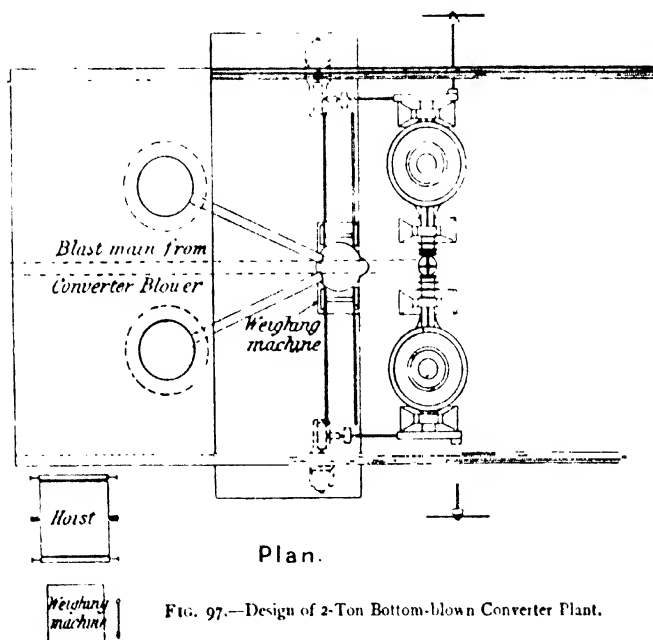 Blast main from
Converter Blower
Weighing
machine
Hoist
Plan.
Weighing
machine
FIG. 97.—Design of 2-Ton Bottom-blown Converter Plant.